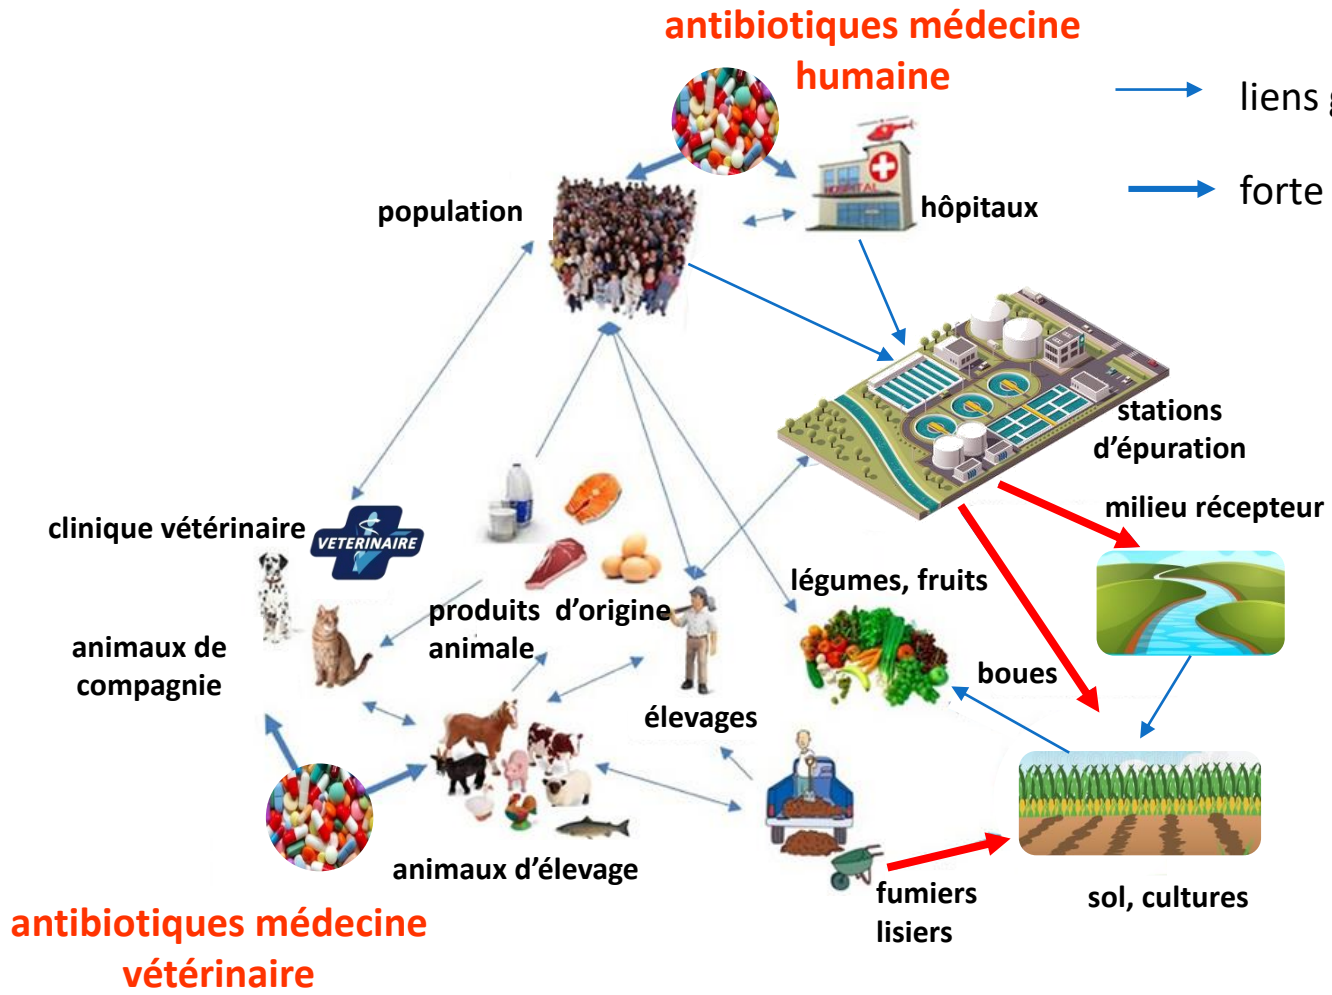 antibiotiques médecine
humaine
liens
forte
population
HOSPITAL
hôpitaux
stations
d'épuration
milieu récepteur
clinique vétérinaire
VETERINAIRE
légumes, fruits
produits d'origine
animale
animaux de
compagnie
boues
élevages
animaux d'élevage
fumiers
lisiers
sol, cultures
antibiotiques médecine
vétérinaire